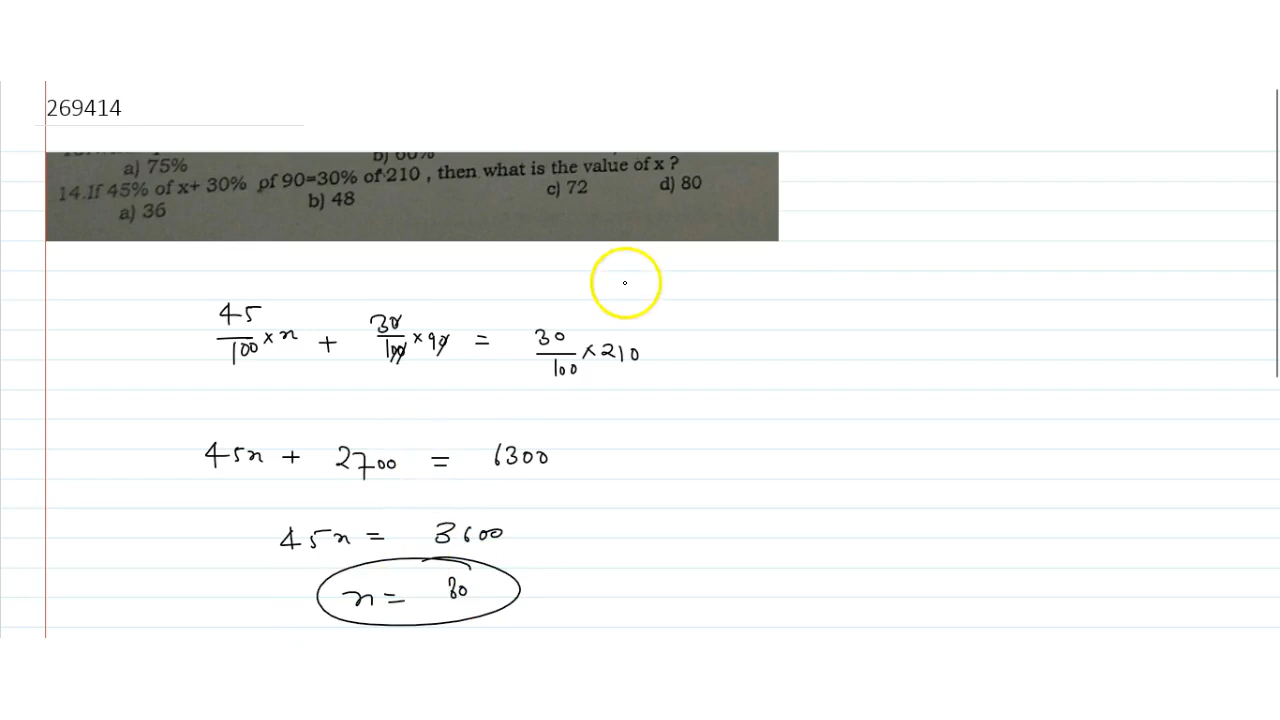 269414
a) 75%
14.If 45% of x+ 30% of 90=30% of 210 , then what is the value of x ?
a) 36 b) 48 c) 72 d) 80
45/100 × x + 30/100 × 90 = 30/100 × 210
45x + 2700 = 6300
45x = 3600
x = 80